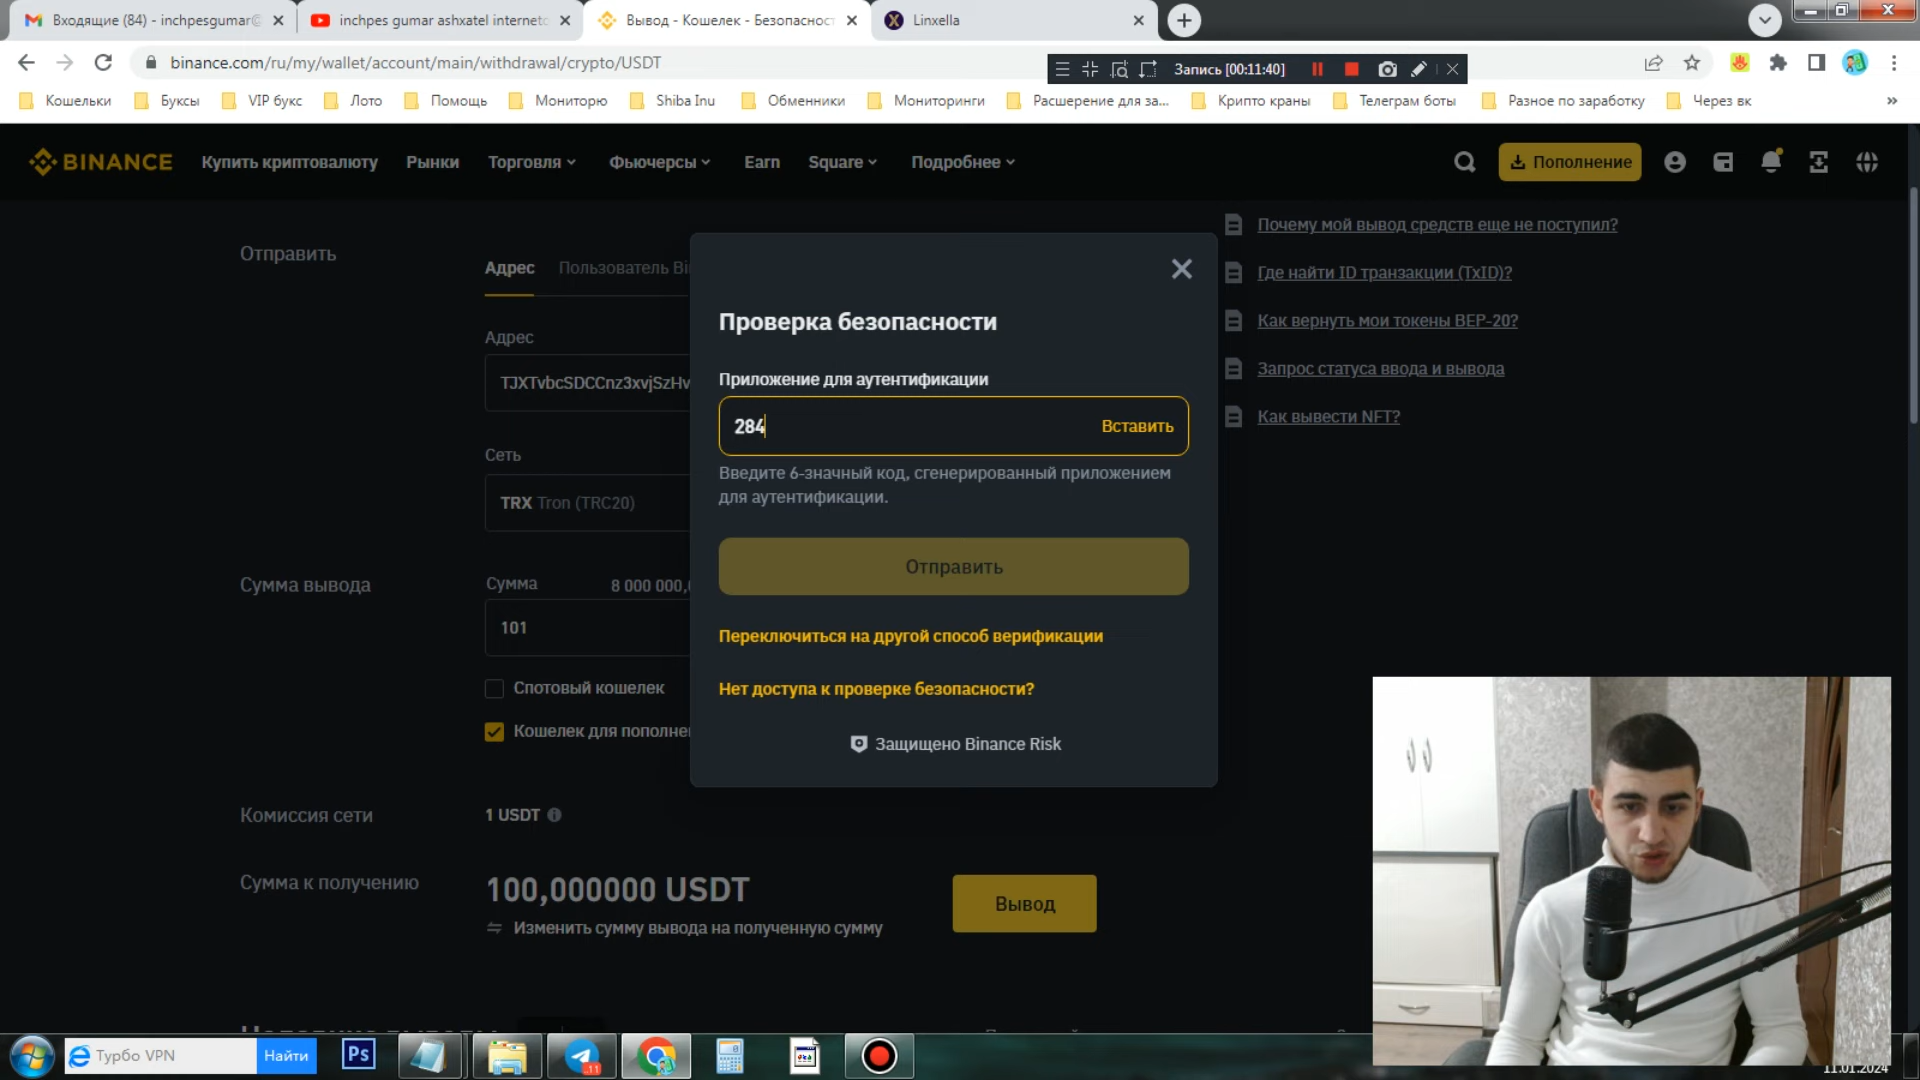 Входящие (84) - inchpesgumar@
inchpes gumar ashxatel internetc
Вывод - Кошелек - Безопасност
Linxella
binance.com/ru/my/wallet/account/main/withdrawal/crypto/USDT
Запись [00:11:40]
Кошельки
Буксы
VIP букс
Лото
Помощь
Мониторю
Shiba Inu
Обменники
Мониторинги
Расшерение для за...
Крипто краны
Телеграм боты
Разное по заработку
Через вк
BINANCE
Купить криптовалюту
Рынки
Торговля
Фьючерсы
Earn
Square
Подробнее
Пополнение
Отправить
Адрес
Пользователь Bi
Адрес
TJXTvbcSDCCnz3xvjSzHv
Сеть
TRX Tron (TRC20)
Сумма вывода
Сумма
8 000 000,
101
Спотовый кошелек
Кошелек для пополне
Комиссия сети
1 USDT
Сумма к получению
100,000000 USDT
Изменить сумму вывода на полученную сумму
Вывод
Проверка безопасности
Приложение для аутентификации
284
Вставить
Введите 6-значный код, сгенерированный приложением
для аутентификации.
Отправить
Переключиться на другой способ верификации
Нет доступа к проверке безопасности?
Защищено Binance Risk
Почему мой вывод средств еще не поступил?
Где найти ID транзакции (TxID)?
Как вернуть мои токены BEP-20?
Запрос статуса ввода и вывода
Как вывести NFT?
Турбо VPN
Найти
Ps
11
11.01.2024